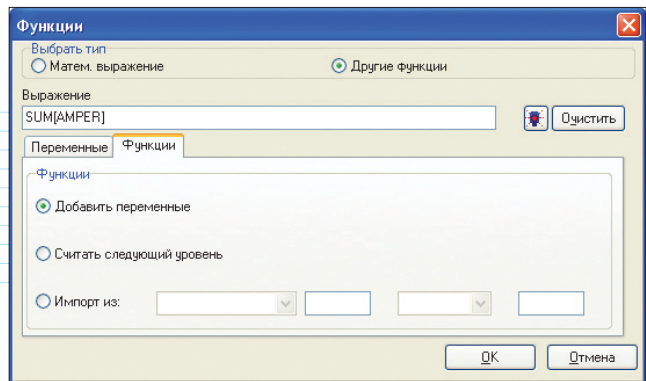 Функции
Выбрать тип
Матем. выражение Другие функции
Выражение
SUM[AMPER]
Очистить
Переменные Функции
Функции
Добавить переменные
Считать следующий уровень
Импорт из:
OK Отмена